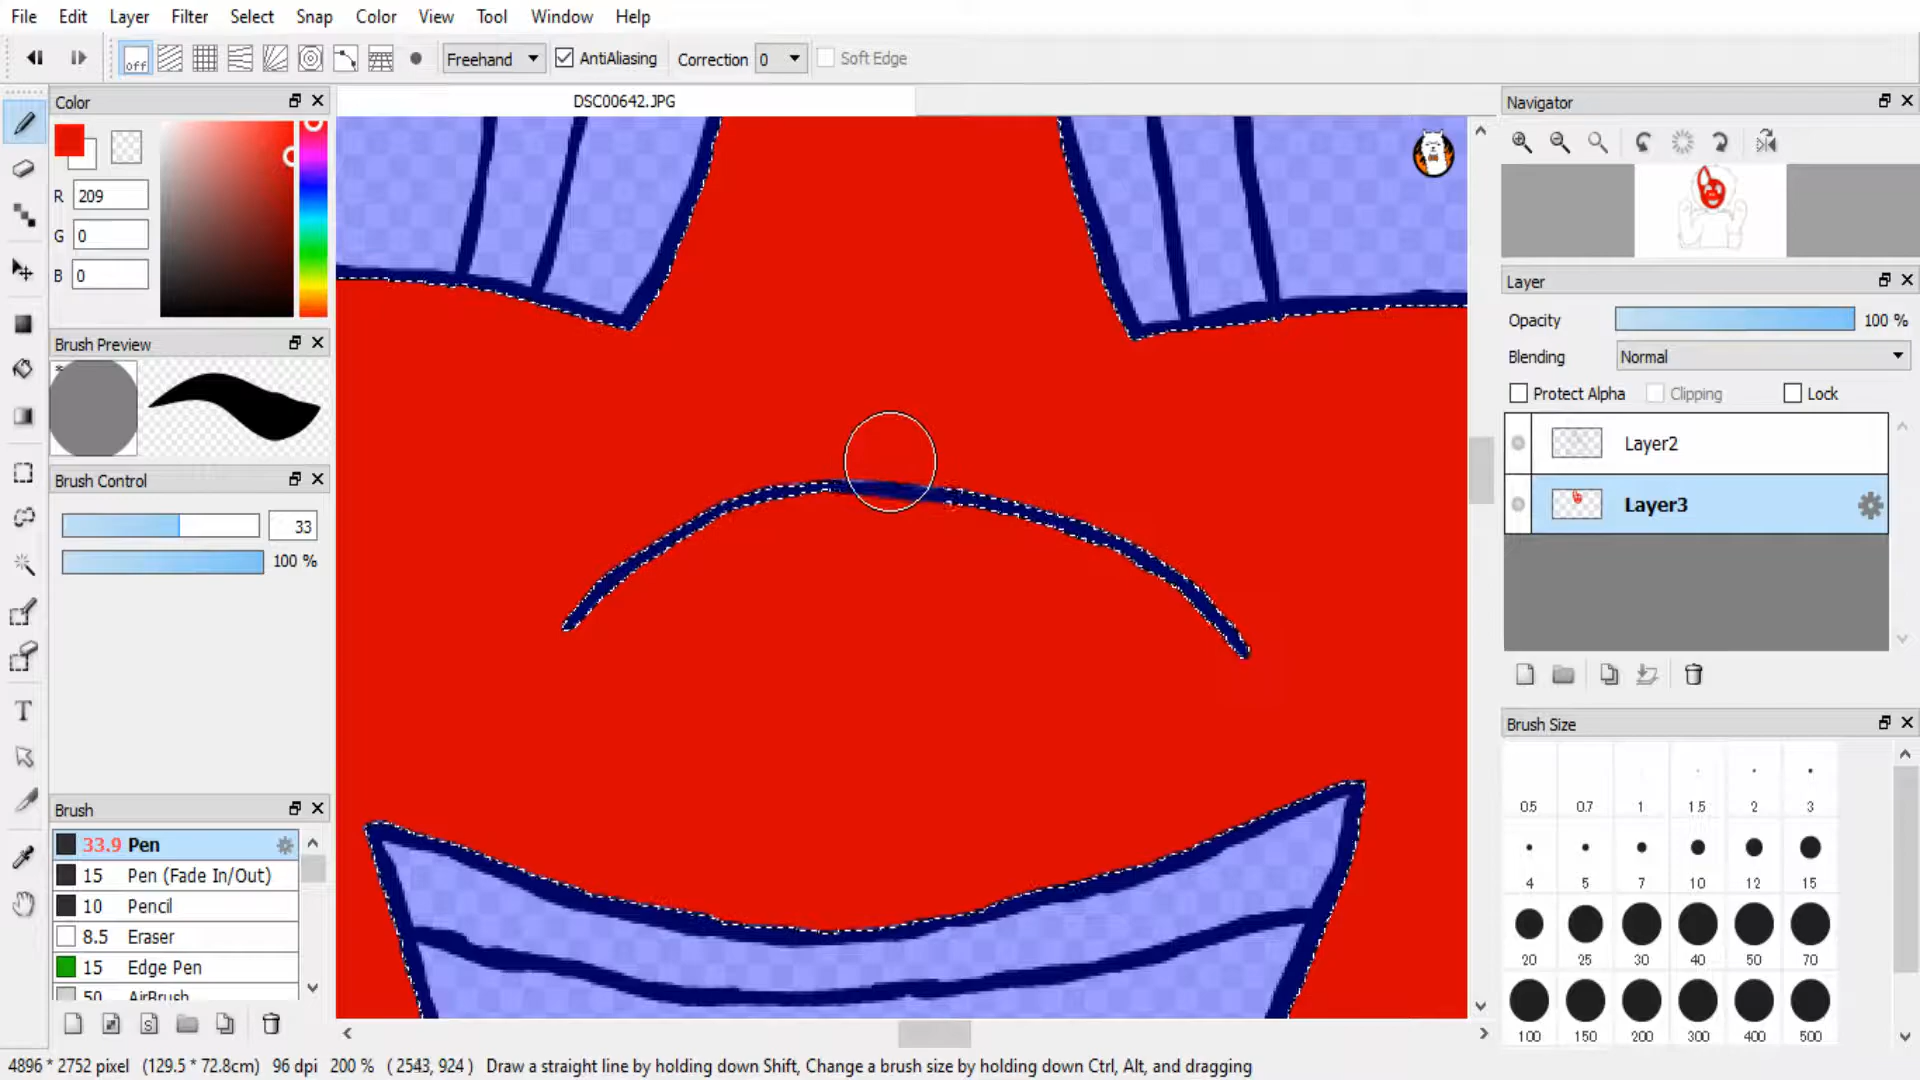 File Edit Layer Filter Select Snap Color View Tool Window Help
off Freehand AntiAliasing Correction 0 Soft Edge
Color DSC00642.JPG Navigator
R 209
G 0
B 0
Layer
Opacity 100 %
Brush Preview
Blending Normal
Protect Alpha Clipping Lock
Layer2
Brush Control
Layer3
33
100 %
Brush Size
0.5 0.7 1 1.5 2 3
Brush
33.9 Pen
15 Pen (Fade In/Out)
4 5 7 10 12 15
10 Pencil
8.5 Eraser
20 25 30 40 50 70
15 Edge Pen
50 AirBrush
S
100 150 200 300 400 500
T
4896 * 2752 pixel (129.5 * 72.8cm) 96 dpi 200 % ( 2543, 924 ) Draw a straight line by holding down Shift, Change a brush size by holding down Ctrl, Alt, and dragging